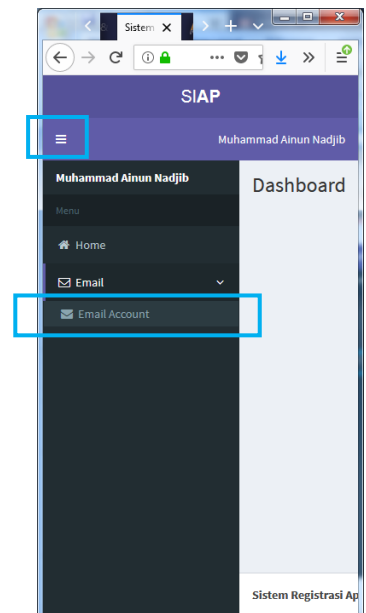 Sistem
SIAP
Muhammad Ainun Nadjib
Muhammad Ainun Nadjib
Dashboard
Menu
Home
Email
Email Account
Sistem Registrasi Ap